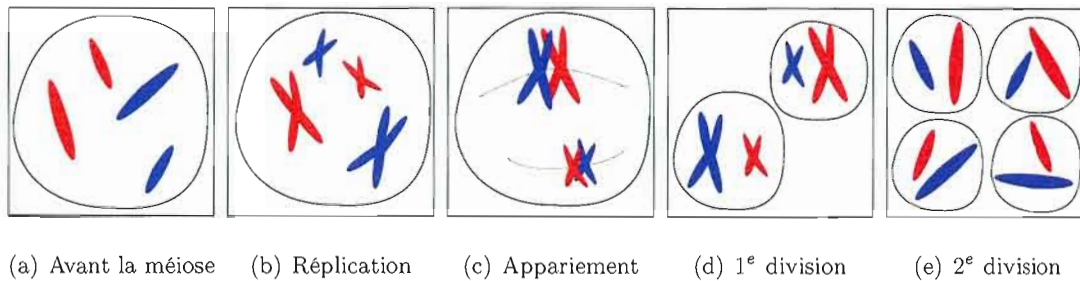 (a) Avant la méiose (b) Réplication (c) Appariement (d) 1e division (e) 2e division